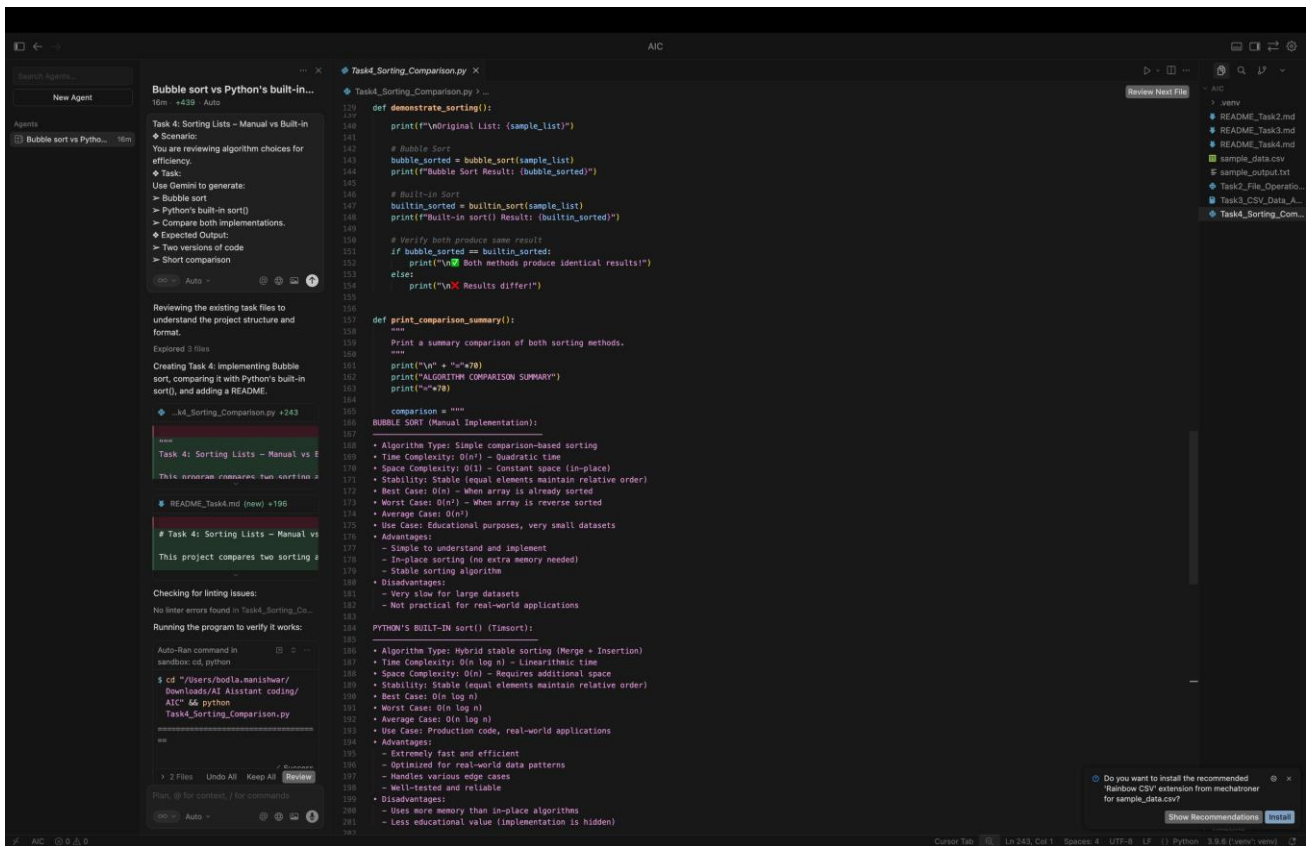 AIC
Search Agents...
New Agent
Agents
Bubble sort vs Pytho... 16m
Bubble sort vs Python's built-in...
16m · +439 · Auto
Task 4: Sorting Lists – Manual vs Built-in
❖ Scenario:
You are reviewing algorithm choices for
efficiency.
❖ Task:
Use Gemini to generate:
➢ Bubble sort
➢ Python's built-in sort()
➢ Compare both implementations.
❖ Expected Output:
➢ Two versions of code
➢ Short comparison
Auto
Reviewing the existing task files to
understand the project structure and
format.
Explored 3 files
Creating Task 4: implementing Bubble
sort, comparing it with Python's built-in
sort(), and adding a README.
...k4_Sorting_Comparison.py +243
"""
Task 4: Sorting Lists – Manual vs B
This program compares two sorting a
README_Task4.md (new) +196
# Task 4: Sorting Lists – Manual vs
This project compares two sorting a
Checking for linting issues:
No linter errors found in Task4_Sorting_Co...
Running the program to verify it works:
Auto-Ran command in
sandbox: cd, python
$ cd "/Users/bodla.manishwar/
Downloads/AI Aisstant coding/
AIC" && python
Task4_Sorting_Comparison.py
===================================
==
> 2 Files Undo All Keep All Review
Plan, @ for context, / for commands
Auto
Task4_Sorting_Comparison.py
Task4_Sorting_Comparison.py > ...
Review Next File
129 def demonstrate_sorting():
139
140 print(f"\nOriginal List: {sample_list}")
141
142 # Bubble Sort
143 bubble_sorted = bubble_sort(sample_list)
144 print(f"Bubble Sort Result: {bubble_sorted}")
145
146 # Built-in Sort
147 builtin_sorted = builtin_sort(sample_list)
148 print(f"Built-in sort() Result: {builtin_sorted}")
149
150 # Verify both produce same result
151 if bubble_sorted == builtin_sorted:
152 print("\n✅ Both methods produce identical results!")
153 else:
154 print("\n❌ Results differ!")
155
156
157 def print_comparison_summary():
158 """
159 Print a summary comparison of both sorting methods.
160 """
161 print("\n" + "="*70)
162 print("ALGORITHM COMPARISON SUMMARY")
163 print("="*70)
164
165 comparison = """
166 BUBBLE SORT (Manual Implementation):
167
168 • Algorithm Type: Simple comparison-based sorting
169 • Time Complexity: O(n²) – Quadratic time
170 • Space Complexity: O(1) – Constant space (in-place)
171 • Stability: Stable (equal elements maintain relative order)
172 • Best Case: O(n) – When array is already sorted
173 • Worst Case: O(n²) – When array is reverse sorted
174 • Average Case: O(n²)
175 • Use Case: Educational purposes, very small datasets
176 • Advantages:
177 – Simple to understand and implement
178 – In-place sorting (no extra memory needed)
179 – Stable sorting algorithm
180 • Disadvantages:
181 – Very slow for large datasets
182 – Not practical for real-world applications
183
184 PYTHON'S BUILT-IN sort() (Timsort):
185
186 • Algorithm Type: Hybrid stable sorting (Merge + Insertion)
187 • Time Complexity: O(n log n) – Linearithmic time
188 • Space Complexity: O(n) – Requires additional space
189 • Stability: Stable (equal elements maintain relative order)
190 • Best Case: O(n log n)
191 • Worst Case: O(n log n)
192 • Average Case: O(n log n)
193 • Use Case: Production code, real-world applications
194 • Advantages:
195 – Extremely fast and efficient
196 – Optimized for real-world data patterns
197 – Handles various edge cases
198 – Well-tested and reliable
199 • Disadvantages:
200 – Uses more memory than in-place algorithms
201 – Less educational value (implementation is hidden)
202
AIC
> .venv
README_Task2.md
README_Task3.md
README_Task4.md
sample_data.csv
sample_output.txt
Task2_File_Operatio...
Task3_CSV_Data_A...
Task4_Sorting_Com...
Do you want to install the recommended
'Rainbow CSV' extension from mechatroner
for sample_data.csv?
Show Recommendations Install
AIC 0 0 Cursor Tab Ln 243, Col 1 Spaces: 4 UTF-8 LF {} Python 3.9.6 ('.venv': venv)